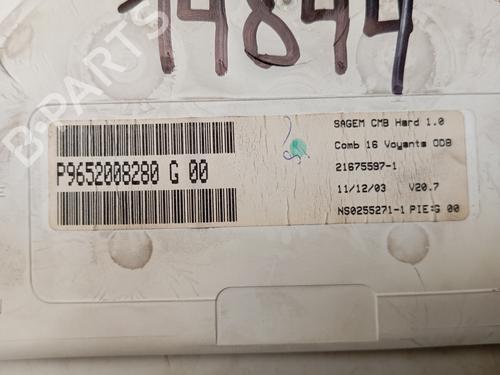 14844
B-PARTS
P9652008280 G 00
SAGEM CMB Hard 1.0
Comb 16 Voyants ODB
21675597-1
11/12/03 V20.7
NS0255271-1 PIE:G 00